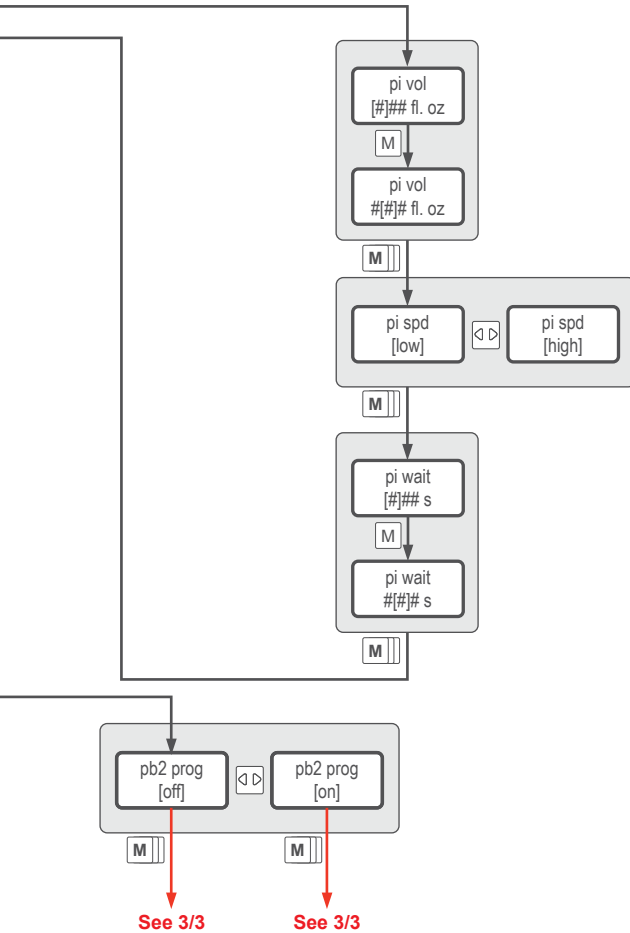 pi vol
[#]## fl. oz
M
pi vol
#[#]# fl. oz
M
pi spd
[low]
pi spd
[high]
M
pi wait
[#]## s
M
pi wait
#[#]# s
M
pb2 prog
[off]
pb2 prog
[on]
M
M
See 3/3
See 3/3